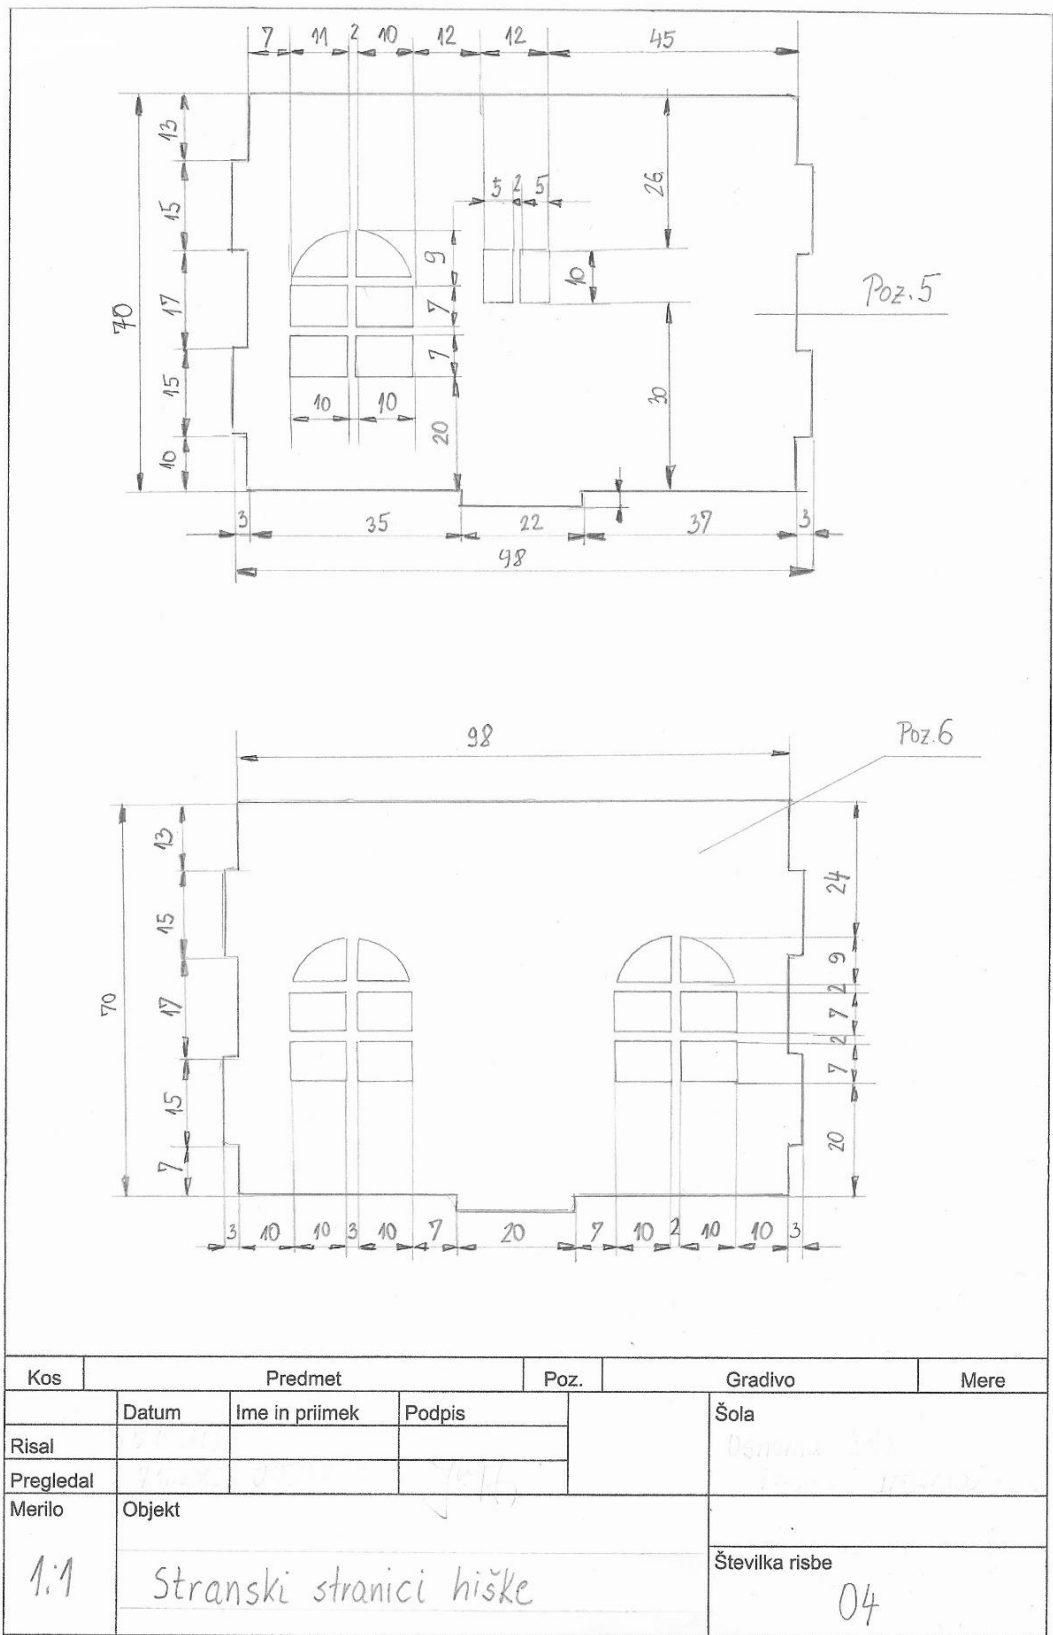 7 11 2 10 12 12 45
13
15
17
15
10
70
5 2 5
26
10
30
9
7
7
20
10 10
Poz.5
3 35 22 37 3
98
98
Poz.6
13
15
17
15
7
70
24
9
2
7
2
7
20
3 10 10 3 10 7 20 7 10 2 10 10 3
Kos Predmet Poz. Gradivo Mere
Datum Ime in priimek Podpis Šola
Risal
Pregledal
Merilo Objekt
1:1 Stranski stranici hiške
Številka risbe
04